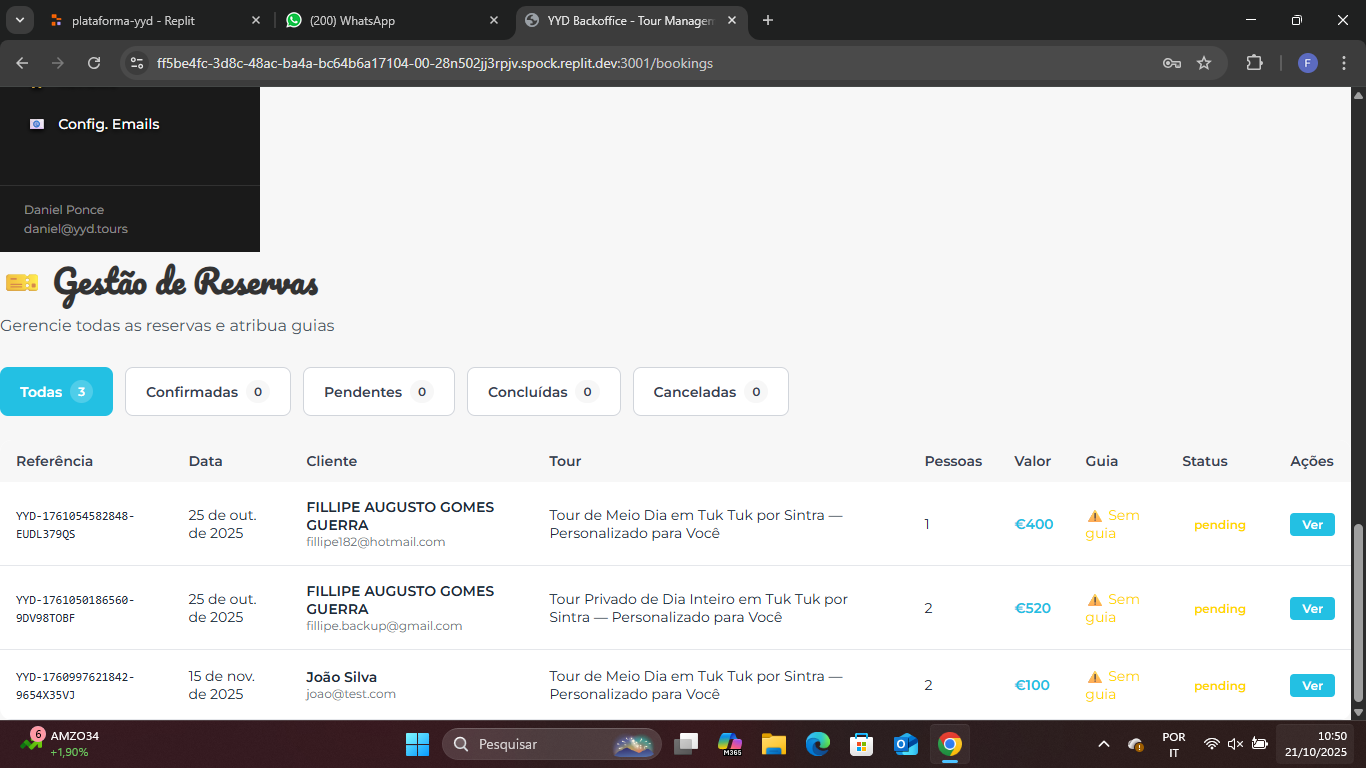 plataforma-yyd - Replit
(200) WhatsApp
YYD Backoffice - Tour Managem
ff5be4fc-3d8c-48ac-ba4a-bc64b6a17104-00-28n502jj3rpjv.spock.replit.dev:3001/bookings
F
Config. Emails
Daniel Ponce
daniel@yyd.tours
Gestão de Reservas
Gerencie todas as reservas e atribua guias
Todas 3
Confirmadas 0
Pendentes 0
Concluídas 0
Canceladas 0
Referência Data Cliente Tour Pessoas Valor Guia Status Ações
YYD-1761054582848-
EUDL379QS
25 de out.
de 2025
FILLIPE AUGUSTO GOMES
GUERRA
fillipe182@hotmail.com
Tour de Meio Dia em Tuk Tuk por Sintra —
Personalizado para Você
1
€400
Sem
guia
pending
Ver
YYD-1761050186560-
9DV98TOBF
25 de out.
de 2025
FILLIPE AUGUSTO GOMES
GUERRA
fillipe.backup@gmail.com
Tour Privado de Dia Inteiro em Tuk Tuk por
Sintra — Personalizado para Você
2
€520
Sem
guia
pending
Ver
YYD-1760997621842-
9654X35VJ
15 de nov.
de 2025
João Silva
joao@test.com
Tour de Meio Dia em Tuk Tuk por Sintra —
Personalizado para Você
2
€100
Sem
guia
pending
Ver
6
AMZO34
+1,90%
Pesquisar
M365
POR
IT
10:50
21/10/2025